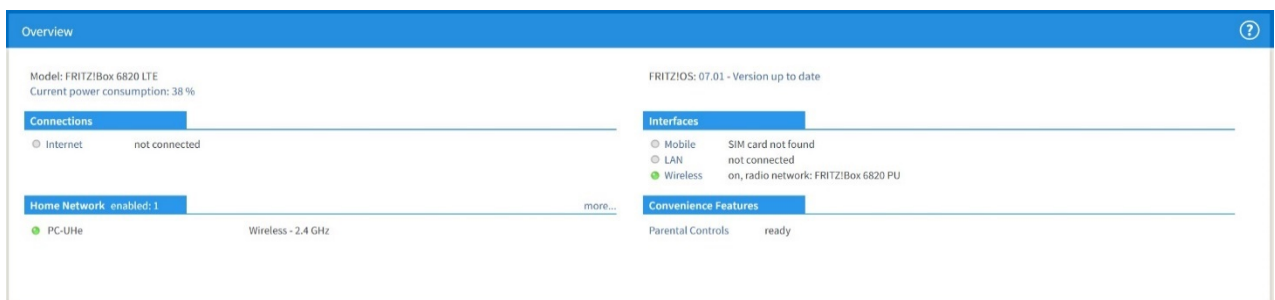 Overview
?
Model: FRITZ!Box 6820 LTE
Current power consumption: 38 %
FRITZ!OS: 07.01 - Version up to date
Connections
Internet not connected
Interfaces
Mobile SIM card not found
LAN not connected
Wireless on, radio network: FRITZ!Box 6820 PU
Home Network enabled: 1 more...
PC-UHe Wireless - 2.4 GHz
Convenience Features
Parental Controls ready